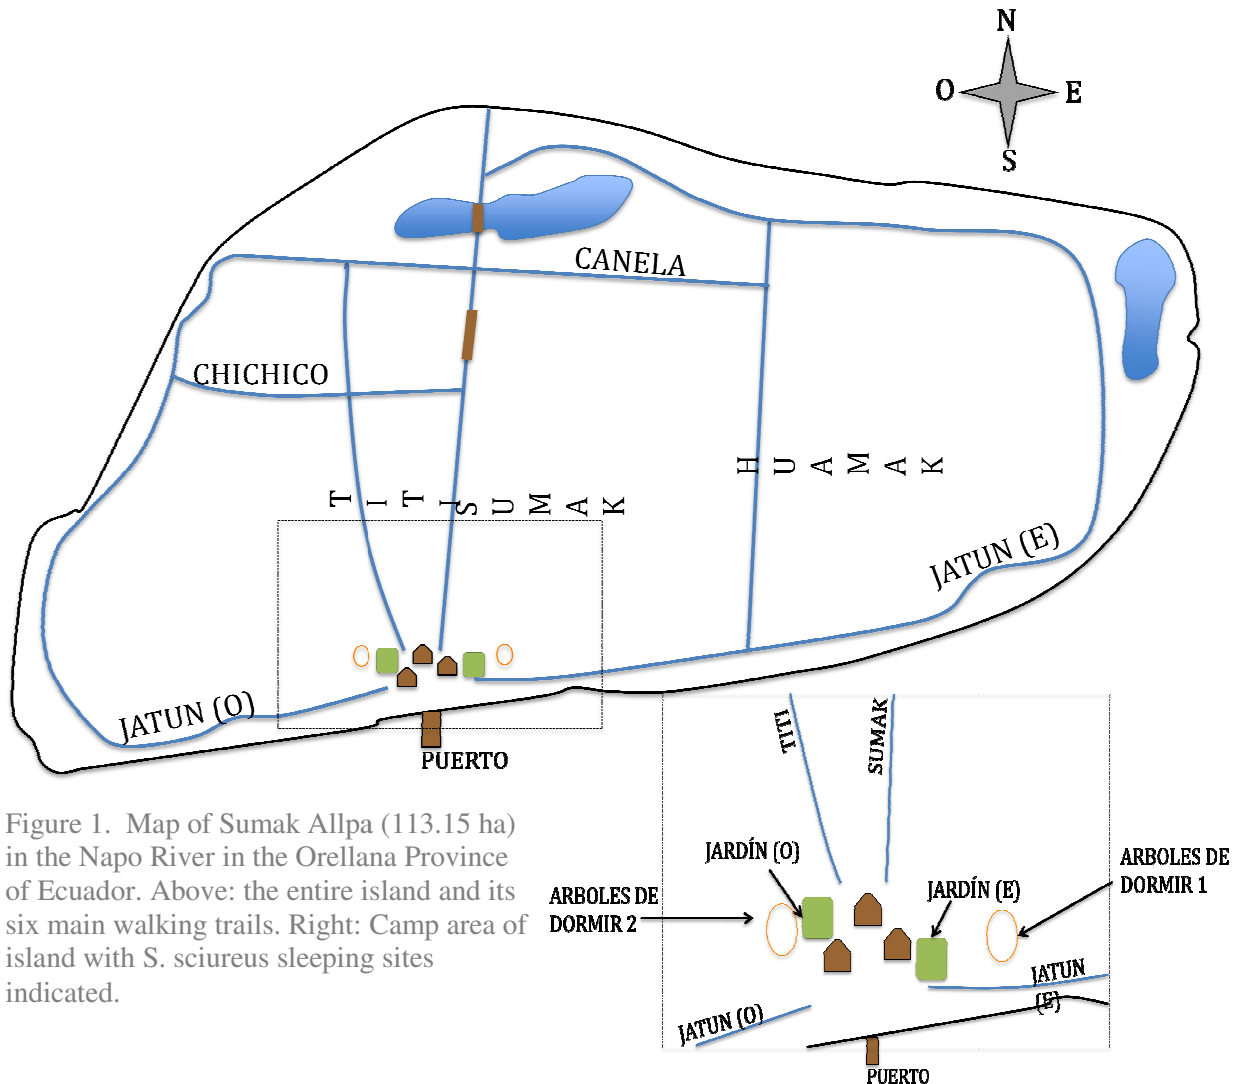 N
O E
S
CANELA
CHICHICO
HUAMAK
TITI
SUMAK
JATUN (E)
JATUN (O)
PUERTO
Figure 1. Map of Sumak Allpa (113.15 ha)
in the Napo River in the Orellana Province
of Ecuador. Above: the entire island and its
six main walking trails. Right: Camp area of
island with S. sciureus sleeping sites
indicated.
TITI
SUMAK
JARDÍN (O)
ARBOLES DE
DORMIR 1
JARDÍN (E)
ARBOLES DE
DORMIR 2
JATUN
(E)
JATUN (O)
PUERTO